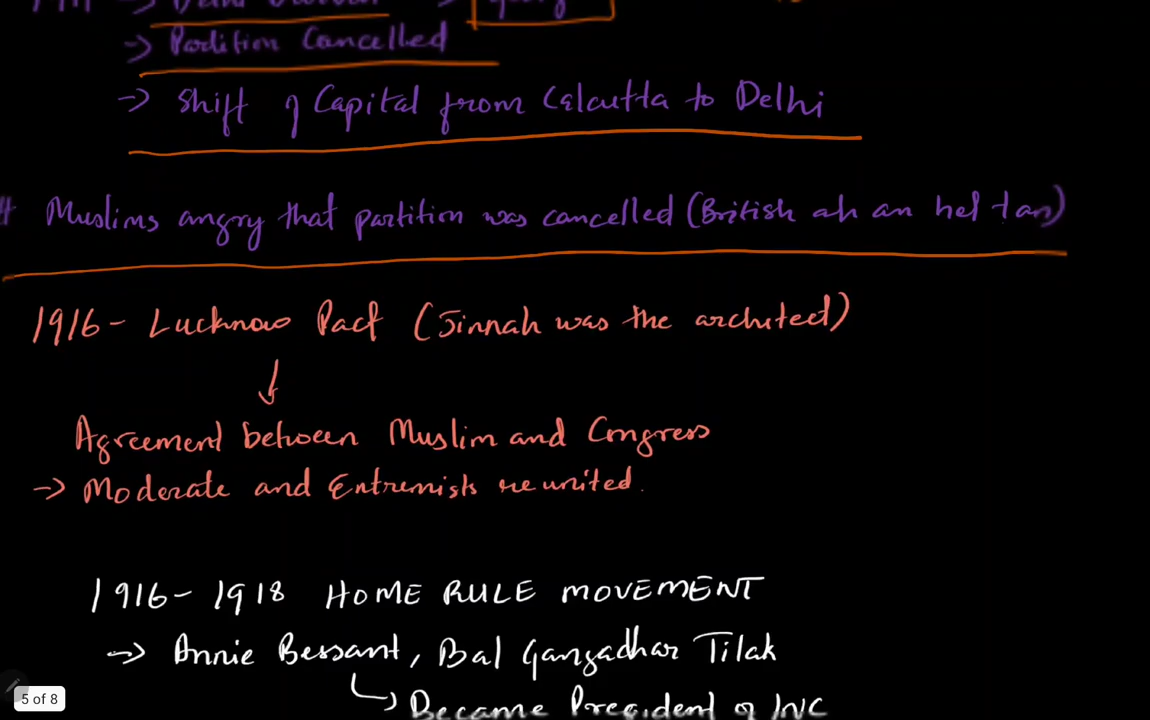 → Partition Cancelled
→ Shift of Capital from Calcutta to Delhi
# Muslims angry that partition was cancelled (British ah an hel tan)
1916 - Lucknow Pact (Jinnah was the architect)
↓
Agreement between Muslim and Congress
→ Moderate and Extremists reunited.
1916 - 1918 HOME RULE MOVEMENT
→ Annie Bessant, Bal Gangadhar Tilak
↳ Became President of INC
5 of 8